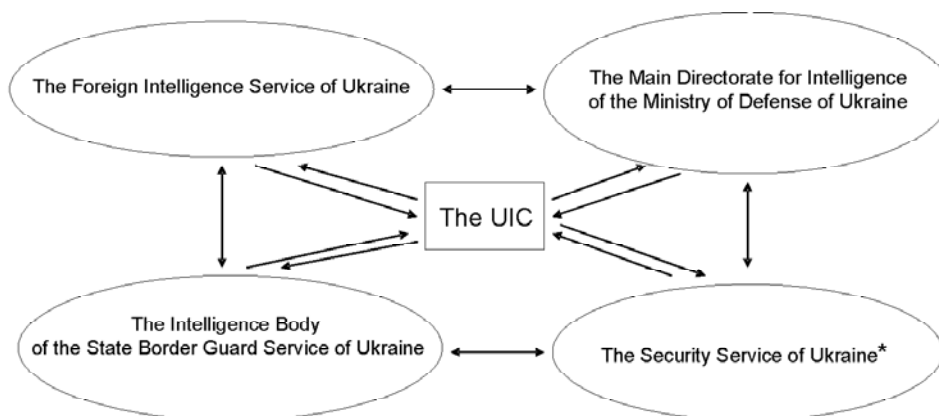 The Foreign Intelligence Service of Ukraine
The Main Directorate for Intelligence
of the Ministry of Defense of Ukraine
The UIC
The Intelligence Body
of the State Border Guard Service of Ukraine
The Security Service of Ukraine*